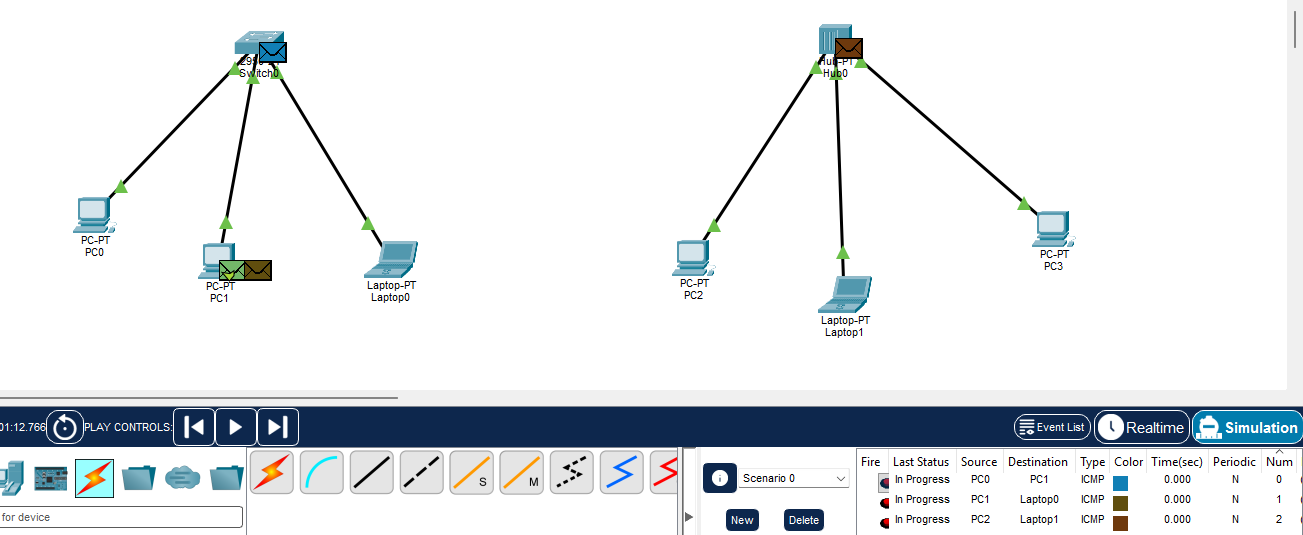 Switch0
Hub-PT
Hub0
PC-PT
PC0
PC-PT
PC1
Laptop-PT
Laptop0
PC-PT
PC2
Laptop-PT
Laptop1
PC-PT
PC3
01:12.766 PLAY CONTROLS: Event List Realtime Simulation
S M
for device
Scenario 0
New Delete
Fire Last Status Source Destination Type Color Time(sec) Periodic Num
In Progress PC0 PC1 ICMP 0.000 N 0
In Progress PC1 Laptop0 ICMP 0.000 N 1
In Progress PC2 Laptop1 ICMP 0.000 N 2